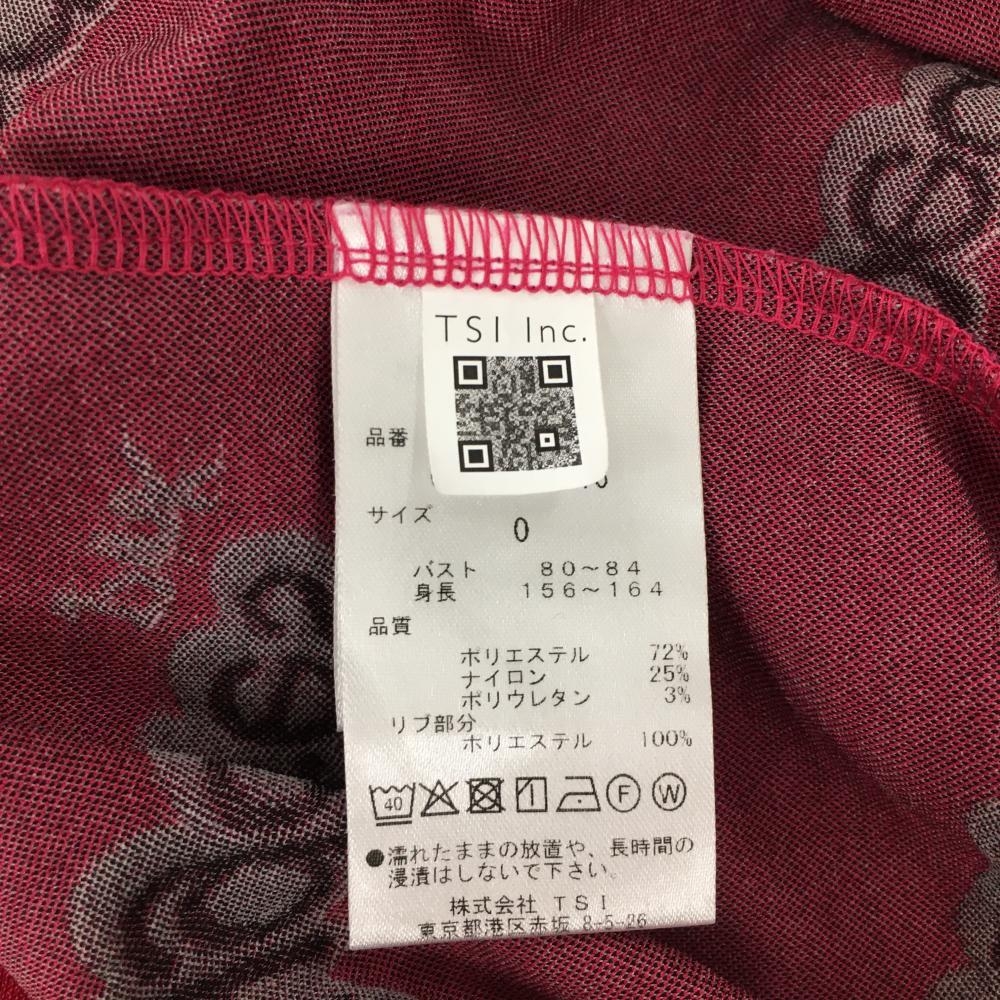 TSI Inc.
品番
サイズ
0
バスト 80～84
身長 156～164
品質
ポリエステル 72%
ナイロン 25%
ポリウレタン 3%
リブ部分
ポリエステル 100%
40
F
W
●濡れたままの放置や、長時間の
浸漬はしないで下さい。
株式会社 TSI
東京都港区赤坂 8-5-26